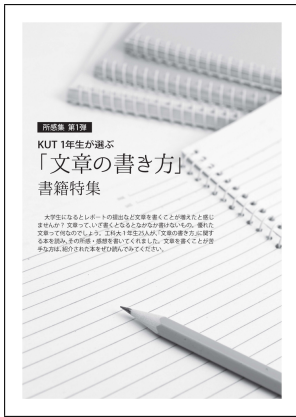 所感集 第1弾
KUT 1年生が選ぶ
「文章の書き方」
書籍特集
大学生になるとレポートの提出など文章を書くことが増えたと感じ
ませんか？ 文章って、いざ書くとなるとなかなか書けないもの。優れた
文章って何なのでしょう。工科大1年生25人が、「文章の書き方」に関す
る本を読み、その所感・感想を書いてくれました。文章を書くことが苦
手な方は、紹介された本をぜひ読んでみてください。